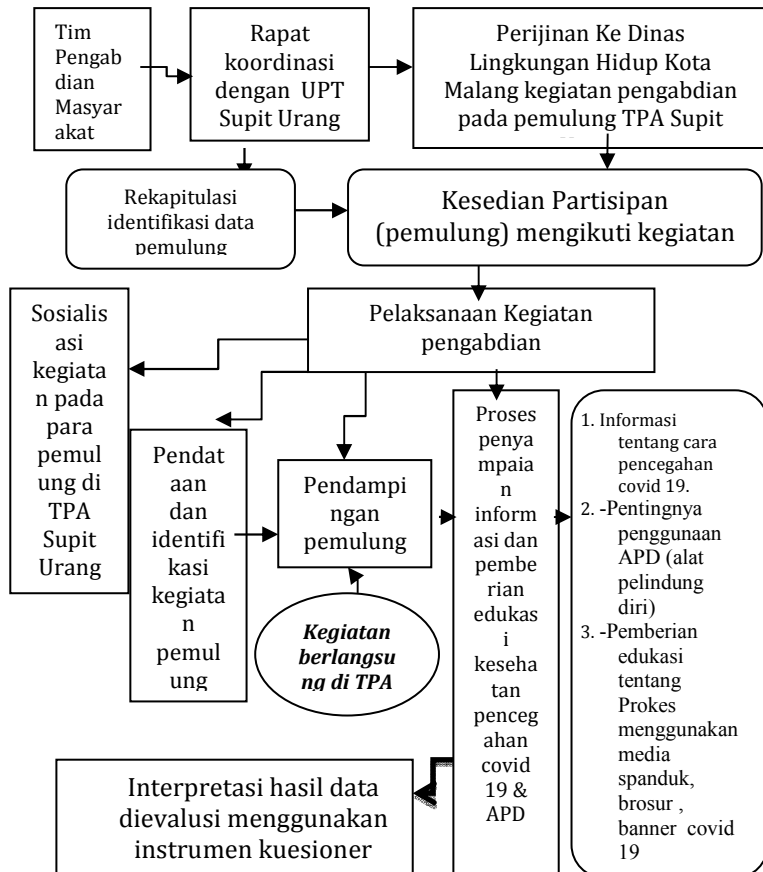 Tim
Pengab
dian
Masyar
akat
Rapat
koordinasi
dengan UPT
Supit Urang
Perijinan Ke Dinas
Lingkungan Hidup Kota
Malang kegiatan pengabdian
pada pemulung TPA Supit
Rekapitulasi
identifikasi data
pemulung
Kesedian Partisipan
(pemulung) mengikuti kegiatan
Pelaksanaan Kegiatan
pengabdian
Sosialis
asi
kegiata
n pada
para
pemul
ung di
TPA
Supit
Urang
Pendat
aan
dan
identifi
kasi
kegiata
n
pemul
ung
Pendampi
ngan
pemulung
Kegiatan
berlangsu
ng di TPA
Proses
penya
mpaia
n
inform
asi dan
pembe
rian
edukas
i
keseha
tan
penceg
ahan
covid
19 &
APD
1. Informasi
tentang cara
pencegahan
covid 19.
2. -Pentingnya
penggunaan
APD (alat
pelindung
diri)
3. -Pemberian
edukasi
tentang
Prokes
menggunakan
media
spanduk,
brosur ,
banner covid
19
Interpretasi hasil data
dievalusi menggunakan
instrumen kuesioner